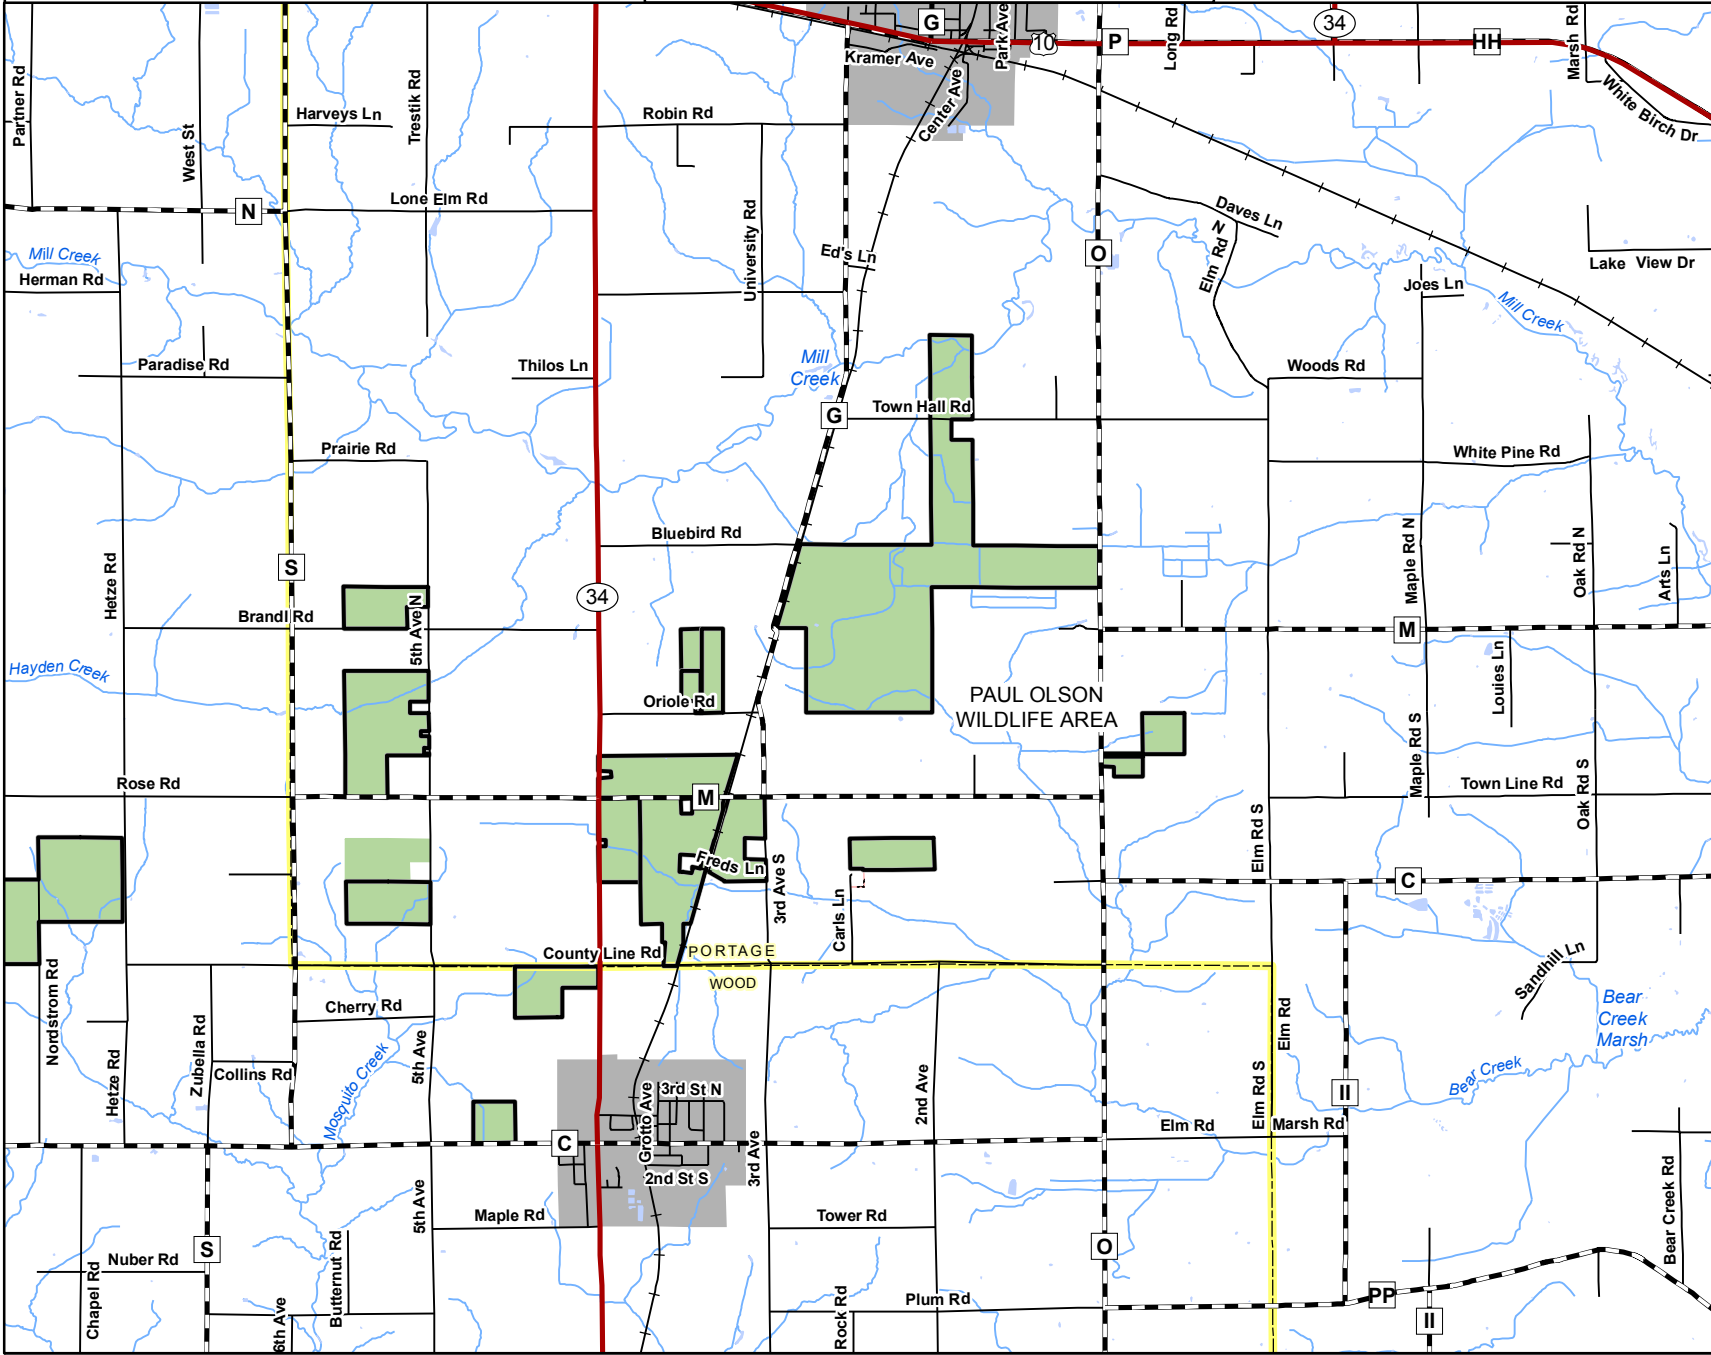 G
34
10
P
HH
Partner Rd
West St
Harveys Ln
Trestik Rd
Robin Rd
Kramer Ave
Center Ave
Park Ave
Long Rd
Marsh Rd
White Birch Dr
N
Lone Elm Rd
University Rd
Ed's Ln
O
Daves Ln
Elm Rd N
Lake View Dr
Mill Creek
Herman Rd
Joes Ln
Mill Creek
Paradise Rd
Thilos Ln
Mill
Creek
Woods Rd
G
Town Hall Rd
Prairie Rd
White Pine Rd
Bluebird Rd
Hetze Rd
S
34
Maple Rd N
Oak Rd N
Arts Ln
Brandl Rd
5th Ave N
M
Hayden Creek
Oriole Rd
PAUL OLSON
WILDLIFE AREA
Louies Ln
Maple Rd S
Rose Rd
M
Town Line Rd
Oak Rd S
Elm Rd S
Freds Ln
3rd Ave S
Carls Ln
C
County Line Rd
PORTAGE
WOOD
Sandhill Ln
Nordstrom Rd
Cherry Rd
Elm Rd
Bear
Creek
Marsh
Hetze Rd
Zubella Rd
Collins Rd
Mosquito Creek
5th Ave
3rd St N
Grotto Ave
2nd Ave
Elm Rd S
II
Bear Creek
C
Elm Rd
Marsh Rd
2nd St S
3rd Ave
5th Ave
Maple Rd
Tower Rd
Bear Creek Rd
S
O
Nuber Rd
Chapel Rd
Butternut Rd
6th Ave
Rock Rd
Plum Rd
PP
II